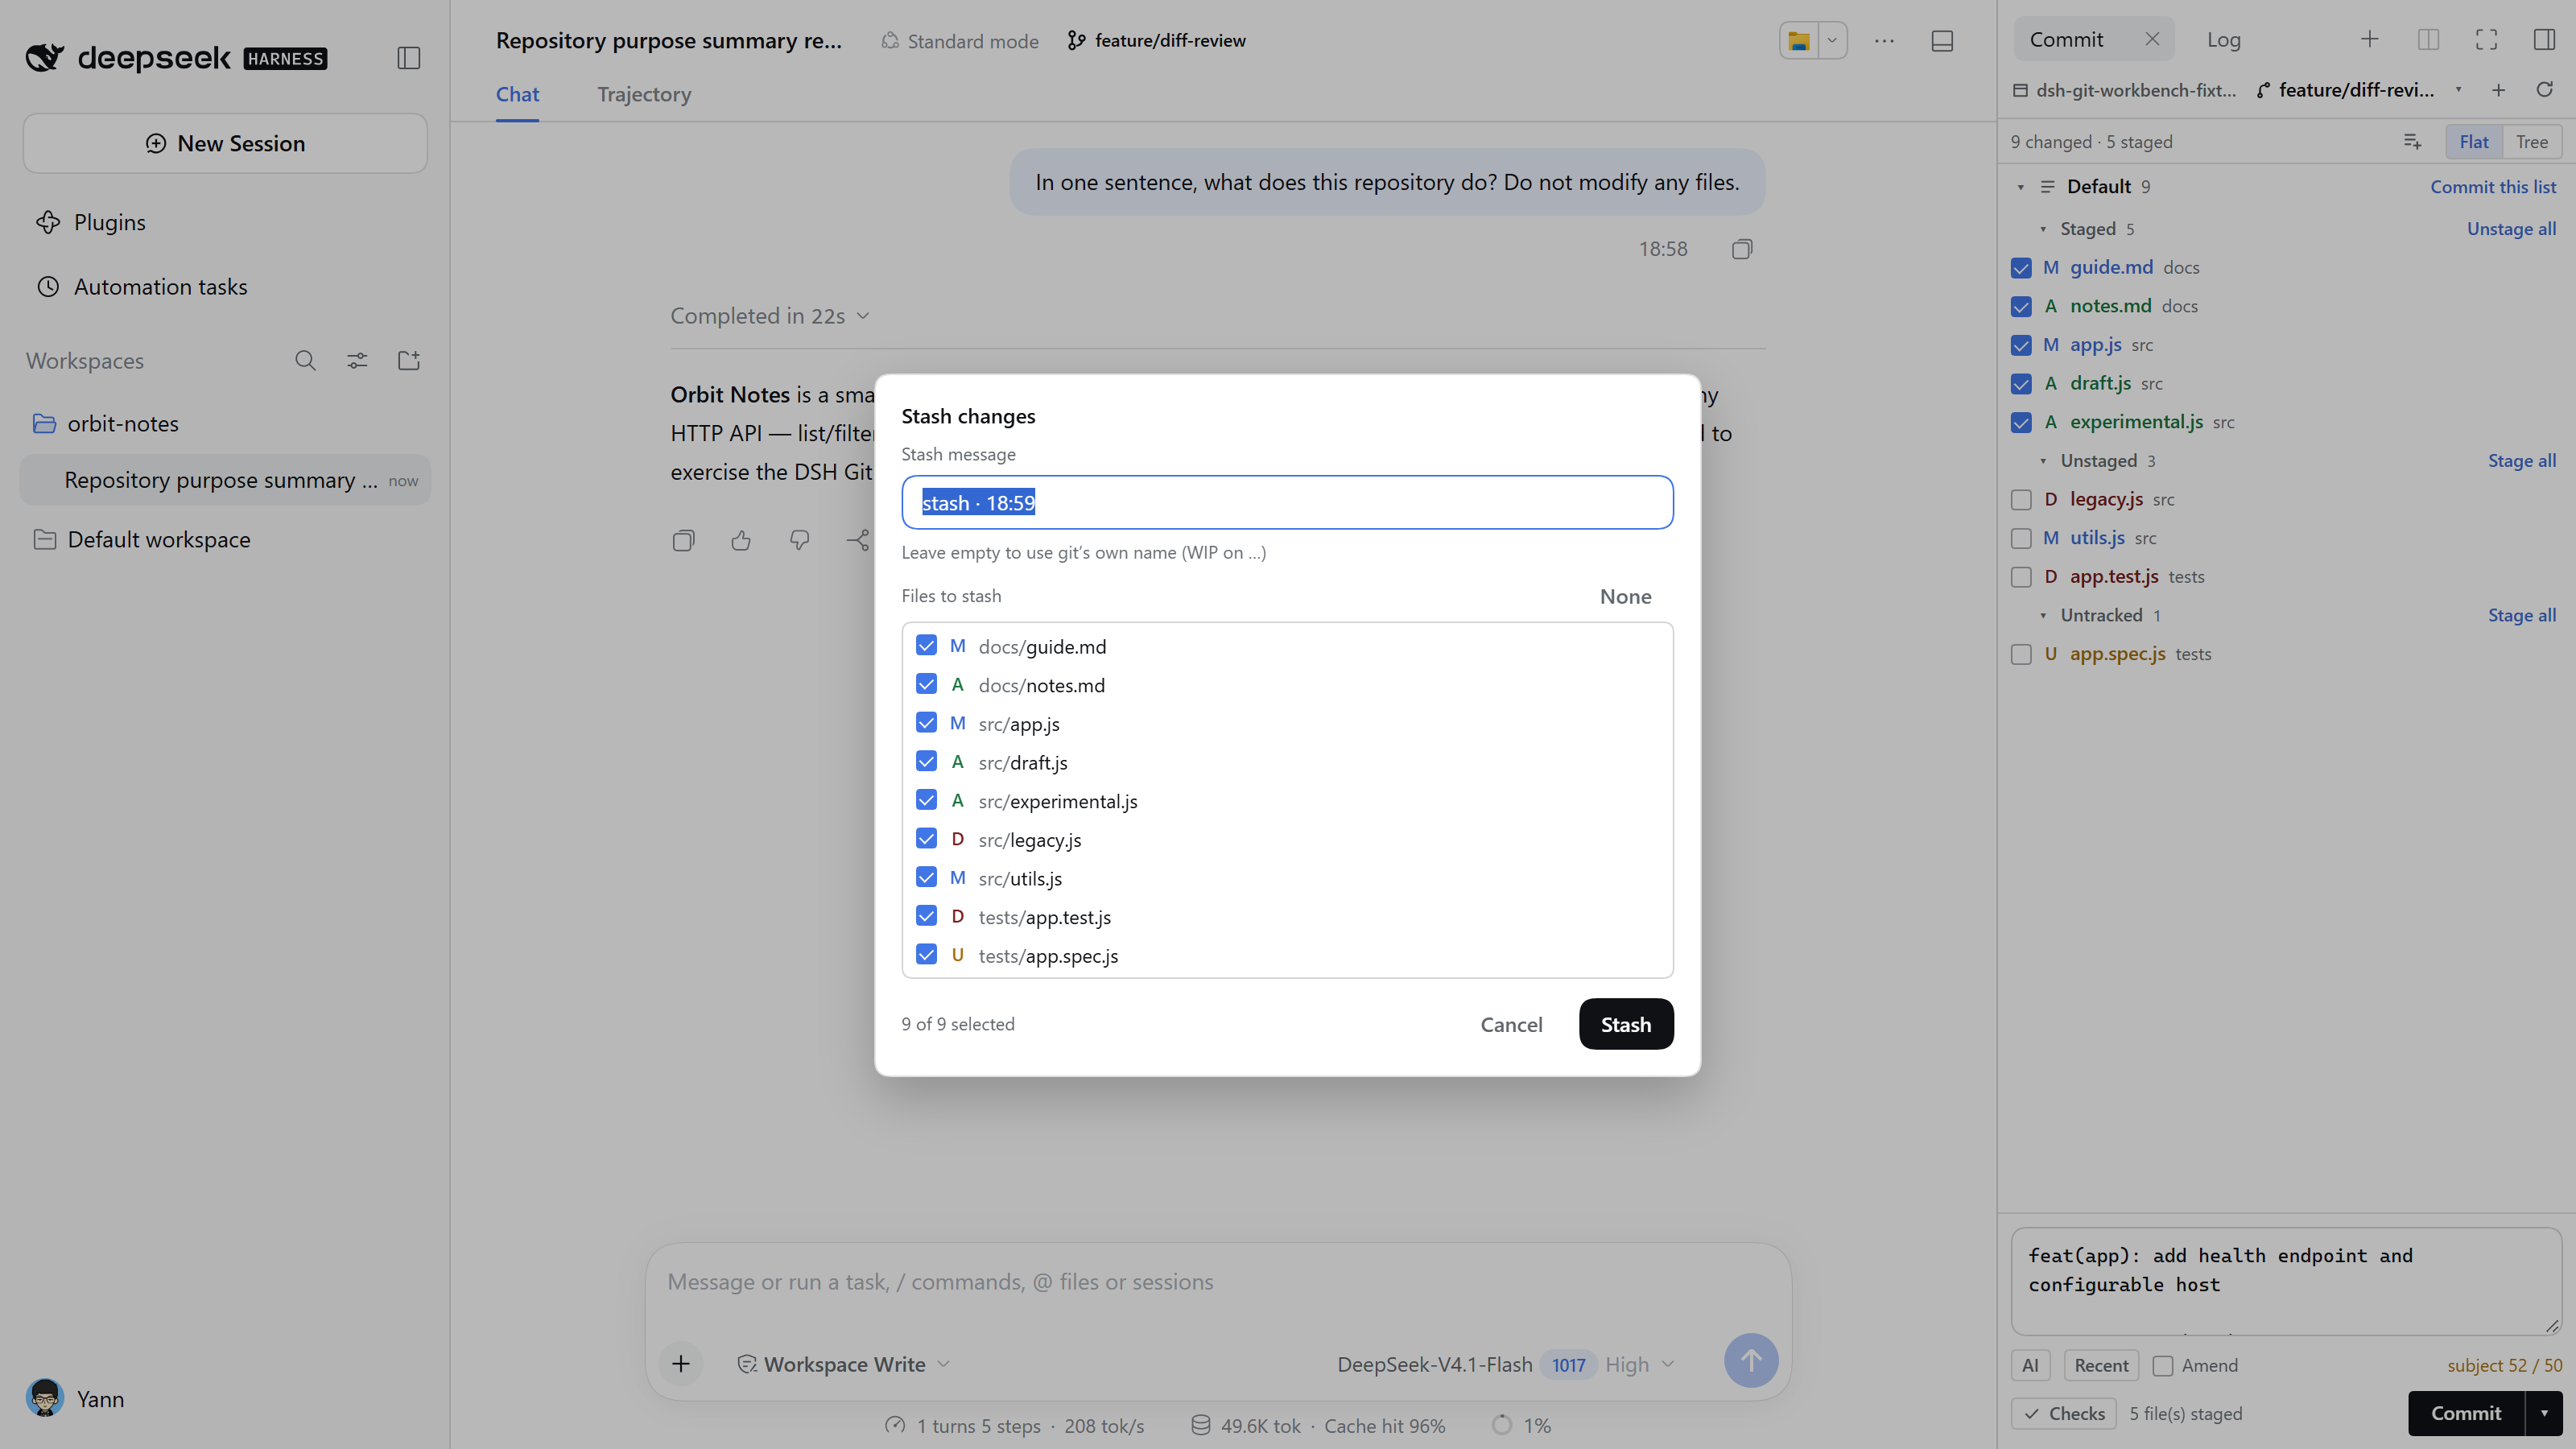 deepseek HARNESS
New Session
Plugins
Automation tasks
Workspaces
orbit-notes
Repository purpose summary ... now
Default workspace
Yann
Repository purpose summary re... Standard mode feature/diff-review
Chat Trajectory
In one sentence, what does this repository do? Do not modify any files.
18:58
Completed in 22s
Orbit Notes is a
HTTP API — list/filter
to
exercise the DSH Git
Stash changes
Stash message
stash · 18:59
Leave empty to use git's own name (WIP on ...)
Files to stash None
M docs/guide.md
A docs/notes.md
M src/app.js
A src/draft.js
A src/experimental.js
D src/legacy.js
M src/utils.js
D tests/app.test.js
U tests/app.spec.js
9 of 9 selected Cancel Stash
Message or run a task, / commands, @ files or sessions
Workspace Write DeepSeek-V4.1-Flash 1017 High
1 turns 5 steps · 208 tok/s 49.6K tok · Cache hit 96% 1%
Commit Log
dsh-git-workbench-fixt... feature/diff-revi...
9 changed · 5 staged Flat Tree
Default 9 Commit this list
Staged 5 Unstage all
M guide.md docs
A notes.md docs
M app.js src
A draft.js src
A experimental.js src
Unstaged 3 Stage all
D legacy.js src
M utils.js src
D app.test.js tests
Untracked 1 Stage all
U app.spec.js tests
feat(app): add health endpoint and
configurable host
AI Recent Amend subject 52 / 50
Checks 5 file(s) staged Commit